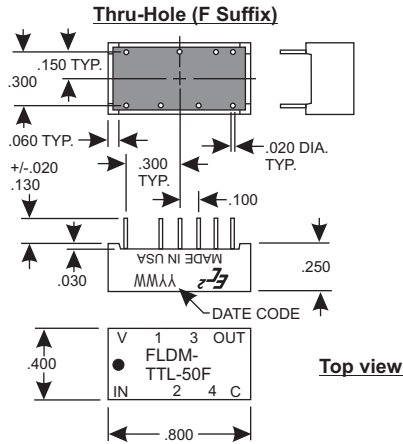 Thru-Hole (F Suffix)
.150 TYP.
.300
.060 TYP.
.020 DIA.
TYP.
+/-.020
.130
.300
TYP.
.100
.030
MADE IN USA
YYWW
.250
DATE CODE
V 1 3 OUT
FLDM-
TTL-50F
IN 2 4 C
.400
Top view
.800